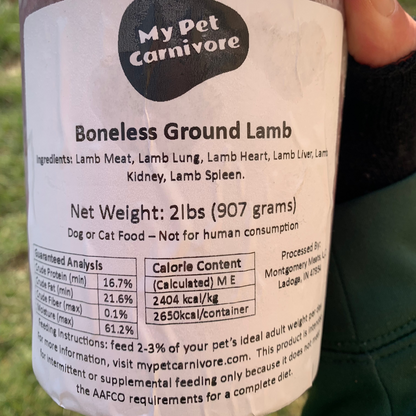 My Pet
Carnivore
Boneless Ground Lamb
Ingredients: Lamb Meat, Lamb Lung, Lamb Heart, Lamb Liver, Lamb
Kidney, Lamb Spleen.
Net Weight: 2lbs (907 grams)
Dog or Cat Food – Not for human consumption
Guaranteed Analysis
Crude Protein (min) 16.7%
Crude Fat (min) 21.6%
Crude Fiber (max) 0.1%
Moisture (max) 61.2%
Calorie Content
(Calculated) M E
2404 kcal/kg
2650kcal/container
Processed By:
Montgomery Meats,
Ladoga, IN 47954
Feeding Instructions: feed 2-3% of your pet's ideal adult weight per
for more information, visit mypetcarnivore.com. This product is
for intermittent or supplemental feeding only because it does not
the AAFCO requirements for a complete diet.